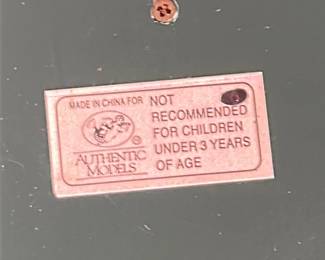 MADE IN CHINA FOR
®
AUTHENTIC
MODELS
NOT
RECOMMENDED
FOR CHILDREN
UNDER 3 YEARS
OF AGE